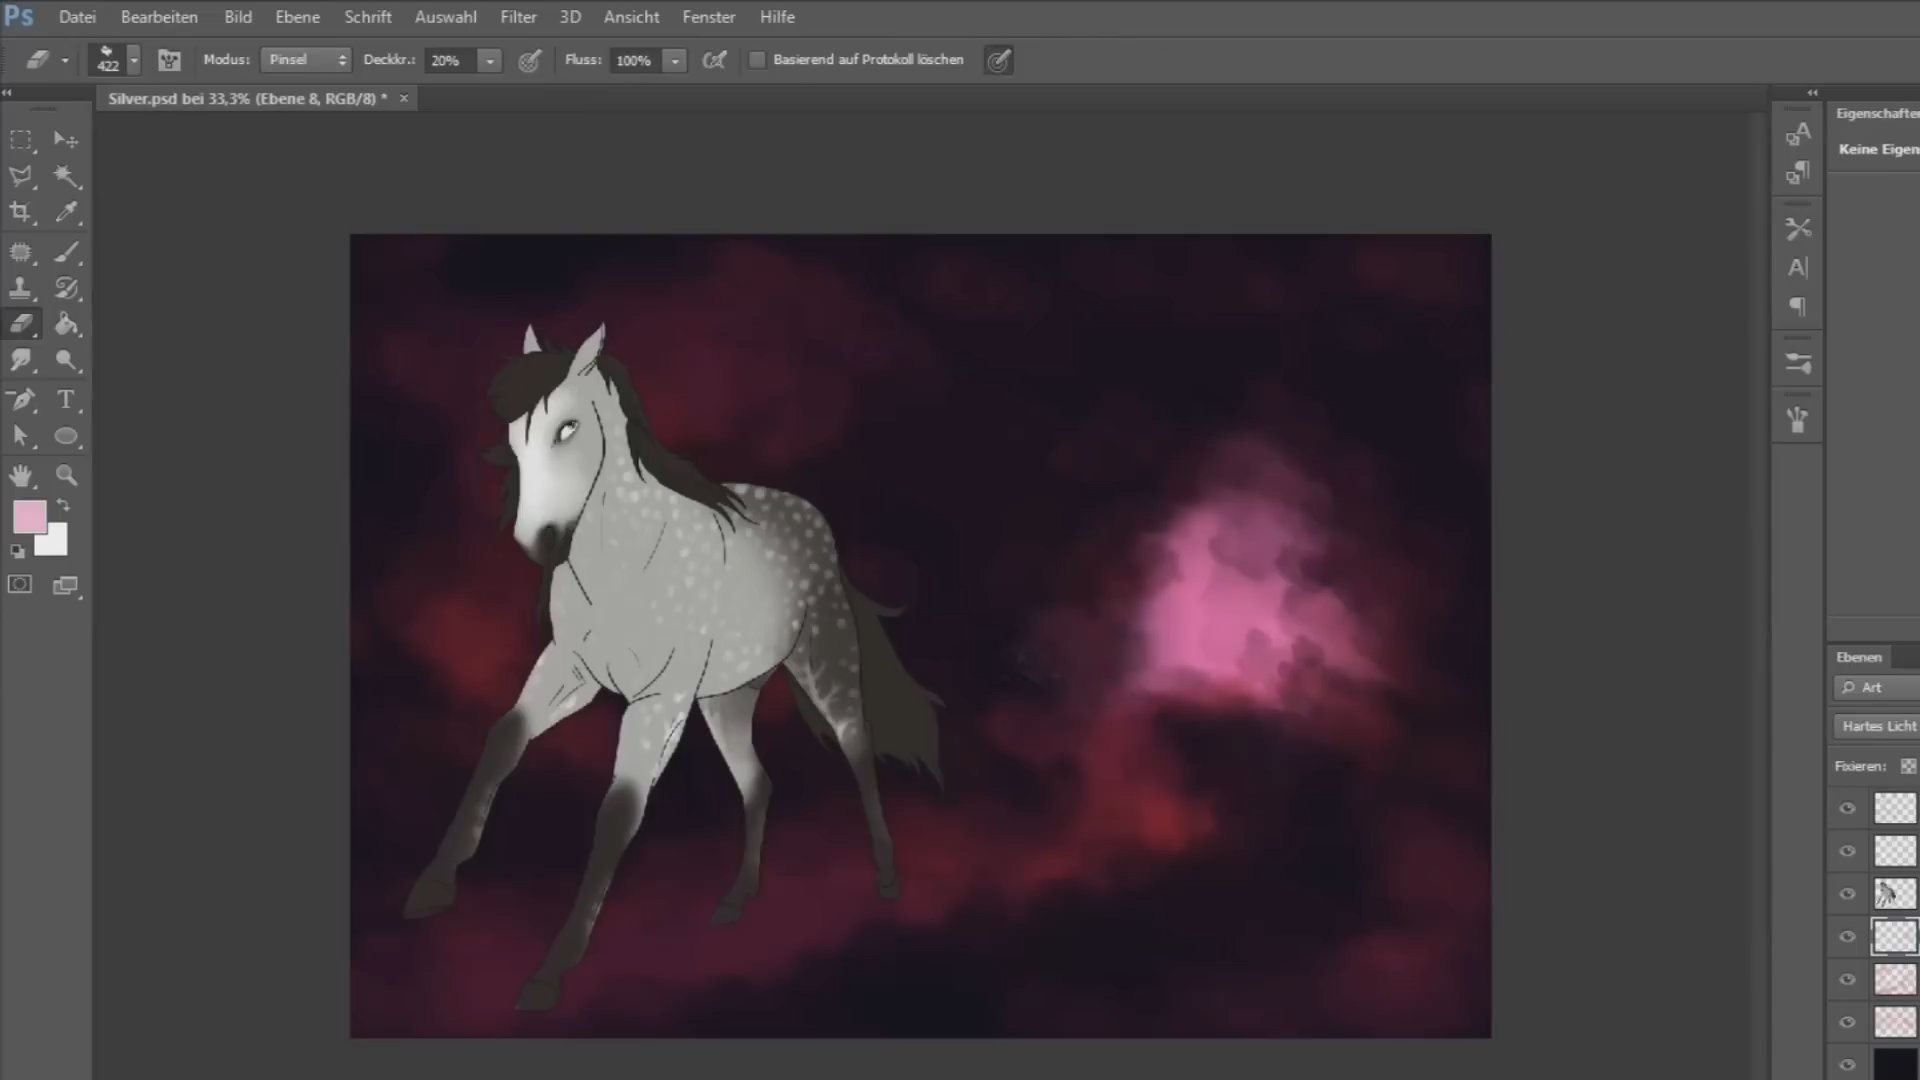 Ps Datei Bearbeiten Bild Ebene Schrift Auswahl Filter 3D Ansicht Fenster Hilfe
422 Modus: Pinsel Deckkr.: 20% Fluss: 100% Basierend auf Protokoll löschen
Silver.psd bei 33,3% (Ebene 8, RGB/8) * ×
Eigenschafte
Keine Eigen
Ebenen
Art
Hartes Licht
Fixieren: